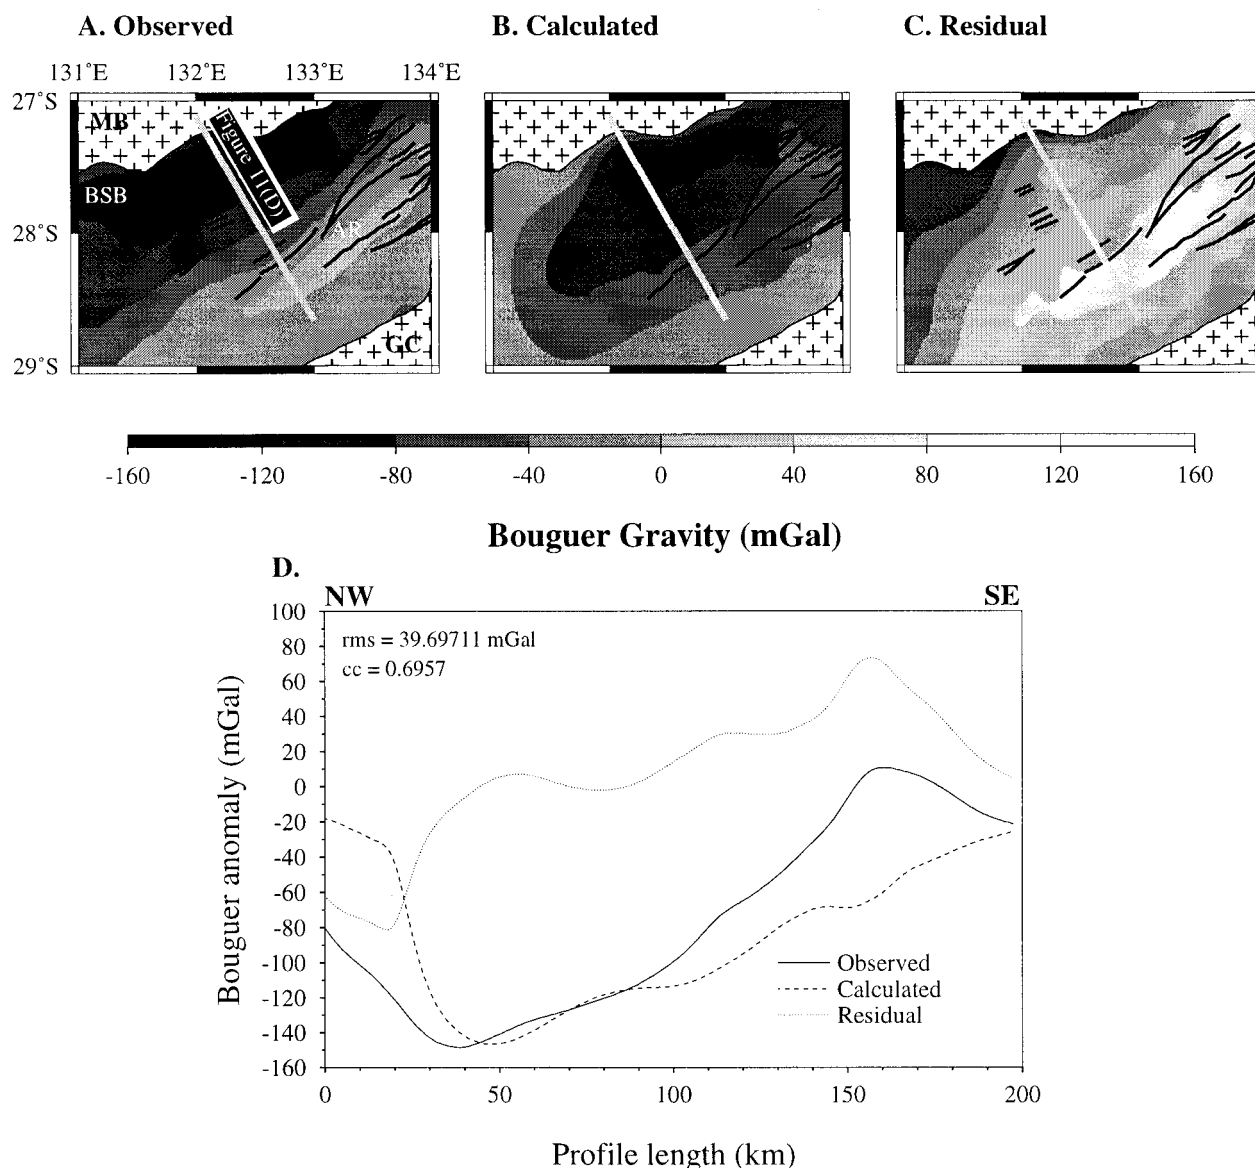 A. Observed
B. Calculated
C. Residual
131°E 132°E 133°E 134°E
27°S
28°S
29°S
MB
BSB
Figure 11(D)
AR
GC
-160 -120 -80 -40 0 40 80 120 160
Bouguer Gravity (mGal)
D.
NW
SE
rms = 39.69711 mGal
cc = 0.6957
100
80
60
40
20
0
-20
-40
-60
-80
-100
-120
-140
-160
Bouguer anomaly (mGal)
Observed
Calculated
Residual
0 50 100 150 200
Profile length (km)